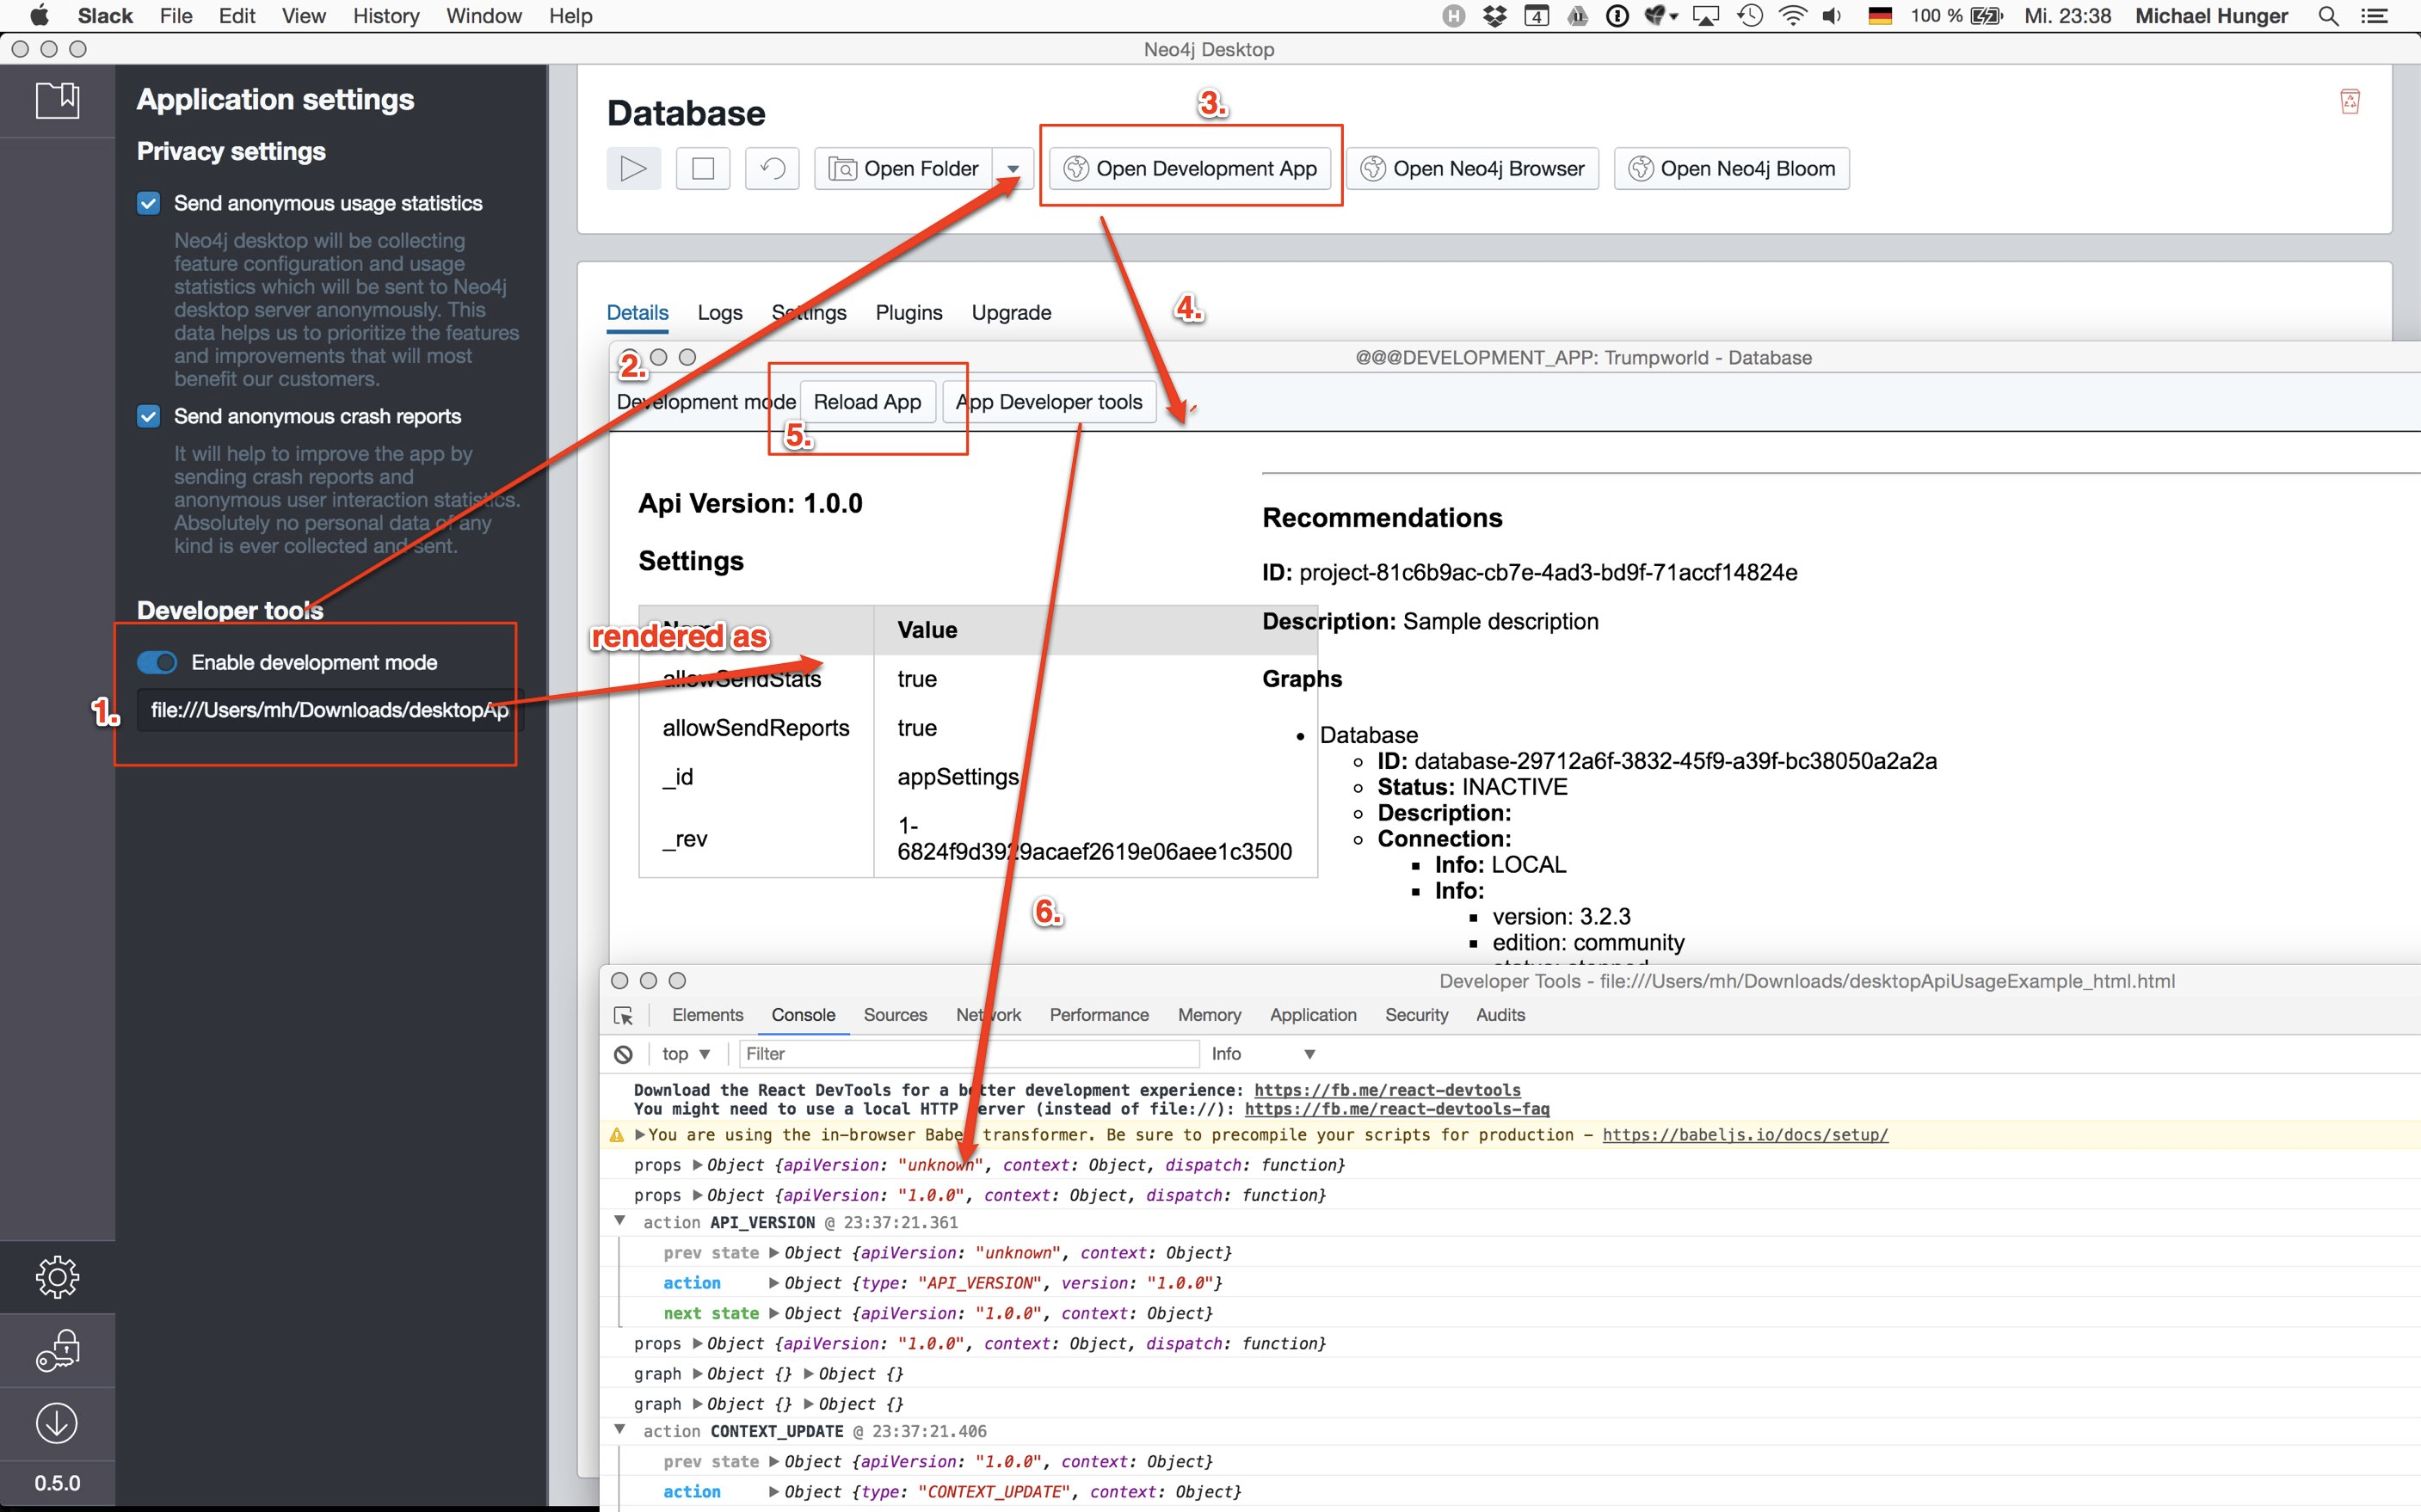 Slack File Edit View History Window Help 4 100 % Mi. 23:38 Michael Hunger
Neo4j Desktop
Application settings
Privacy settings
Send anonymous usage statistics
Neo4j desktop will be collecting
feature configuration and usage
statistics which will be sent to Neo4j
desktop server anonymously. This
data helps us to prioritize the features
and improvements that will most
benefit our customers.
Send anonymous crash reports
It will help to improve the app by
sending crash reports and
anonymous user interaction statistics.
Absolutely no personal data of any
kind is ever collected and sent.
Developer tools
Enable development mode
1.
file:///Users/mh/Downloads/desktopAp
0.5.0
Database
3.
Open Folder Open Development App Open Neo4j Browser Open Neo4j Bloom
Details Logs Settings Plugins Upgrade
4.
2.
@@@DEVELOPMENT_APP: Trumpworld - Database
Development mode Reload App App Developer tools
5.
Api Version: 1.0.0
Settings
rendered as
Value
allowSendStats true
allowSendReports true
_id appSettings
_rev 1-
6824f9d3929acaef2619e06aee1c3500
Recommendations
ID: project-81c6b9ac-cb7e-4ad3-bd9f-71accf14824e
Description: Sample description
Graphs
Database
ID: database-29712a6f-3832-45f9-a39f-bc38050a2a2a
Status: INACTIVE
Description:
Connection:
Info: LOCAL
Info:
version: 3.2.3
edition: community
6.
Developer Tools - file:///Users/mh/Downloads/desktopApiUsageExample_html.html
Elements Console Sources Network Performance Memory Application Security Audits
top Filter Info
Download the React DevTools for a better development experience: https://fb.me/react-devtools
You might need to use a local HTTP server (instead of file://): https://fb.me/react-devtools-faq
You are using the in-browser Babel transformer. Be sure to precompile your scripts for production – https://babeljs.io/docs/setup/
props Object {apiVersion: "unknown", context: Object, dispatch: function}
props Object {apiVersion: "1.0.0", context: Object, dispatch: function}
action API_VERSION @ 23:37:21.361
prev state Object {apiVersion: "unknown", context: Object}
action Object {type: "API_VERSION", version: "1.0.0"}
next state Object {apiVersion: "1.0.0", context: Object}
props Object {apiVersion: "1.0.0", context: Object, dispatch: function}
graph Object {} Object {}
graph Object {} Object {}
action CONTEXT_UPDATE @ 23:37:21.406
prev state Object {apiVersion: "1.0.0", context: Object}
action Object {type: "CONTEXT_UPDATE", context: Object}